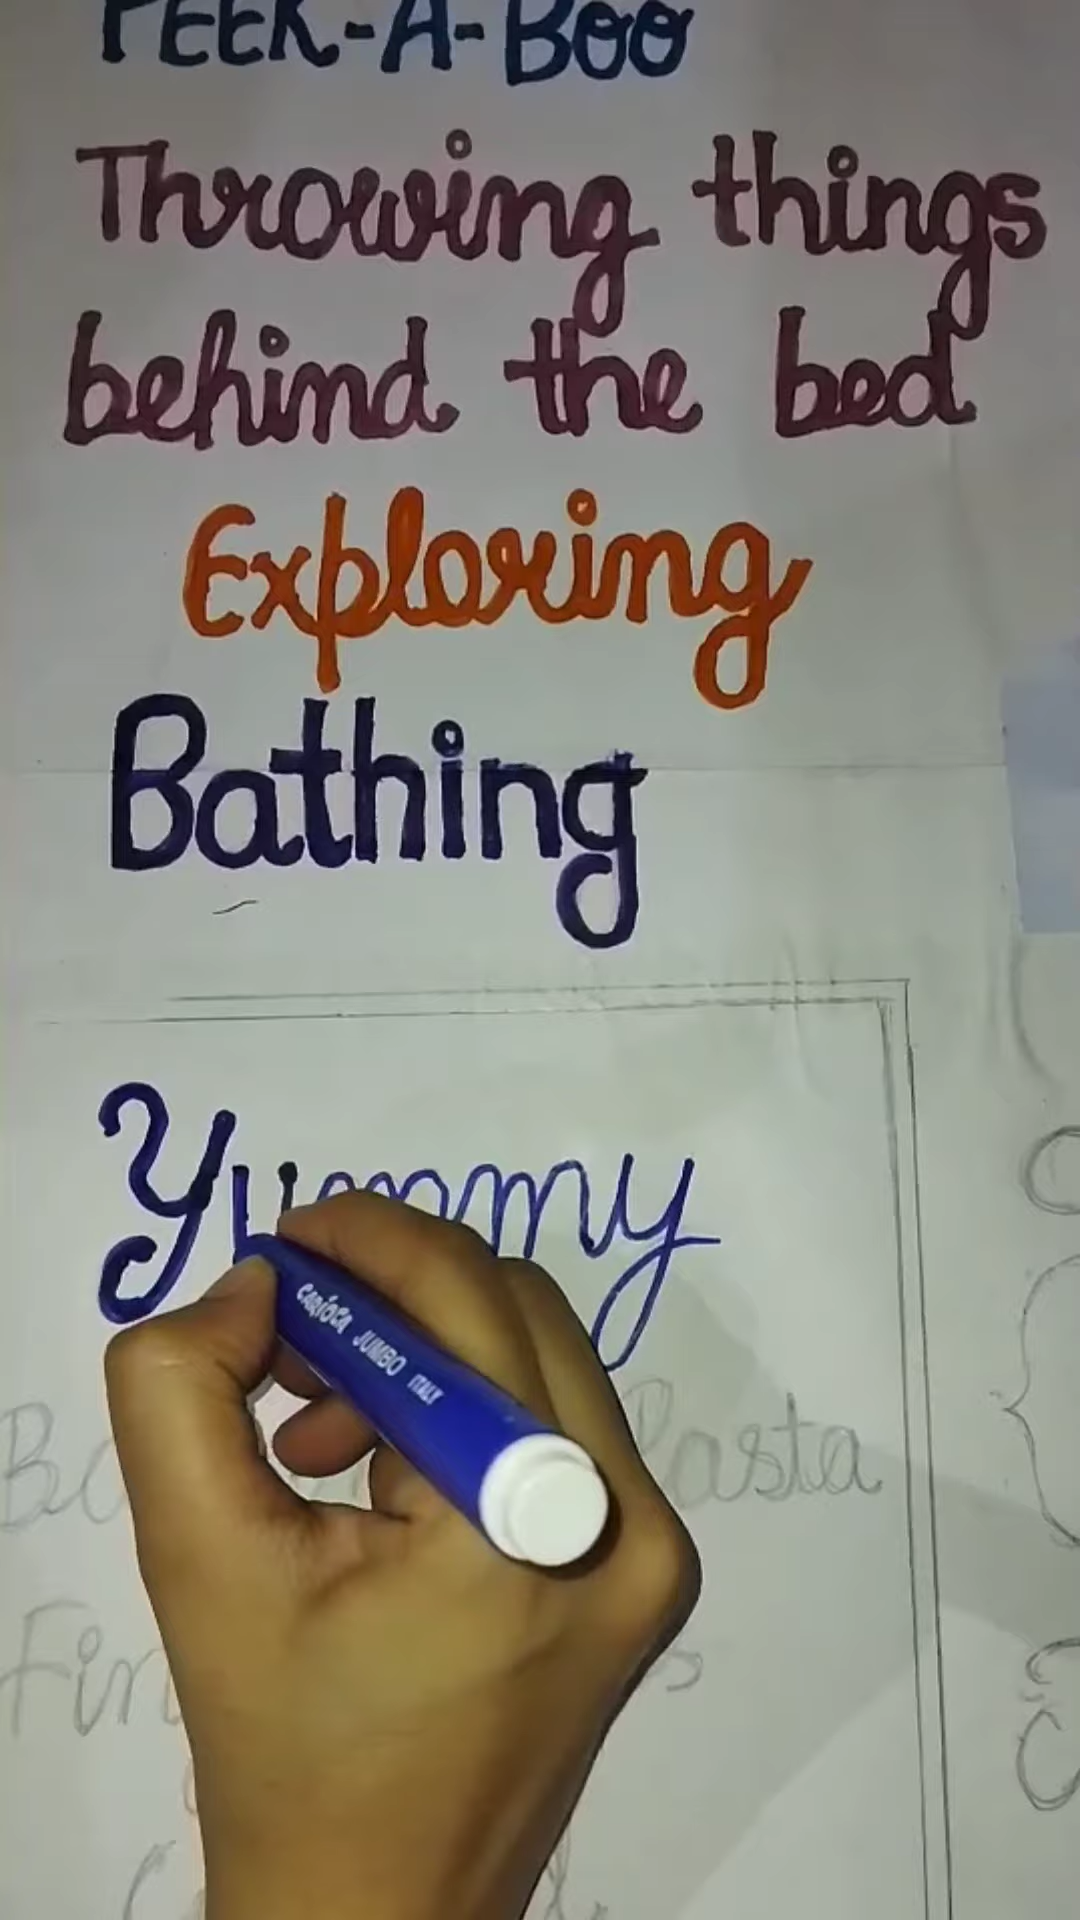 PEEK-A-BOO
Throwing things
behind the bed
Exploring
Bathing
Yummy
CARIOCA JUMBO ITALY
Pasta